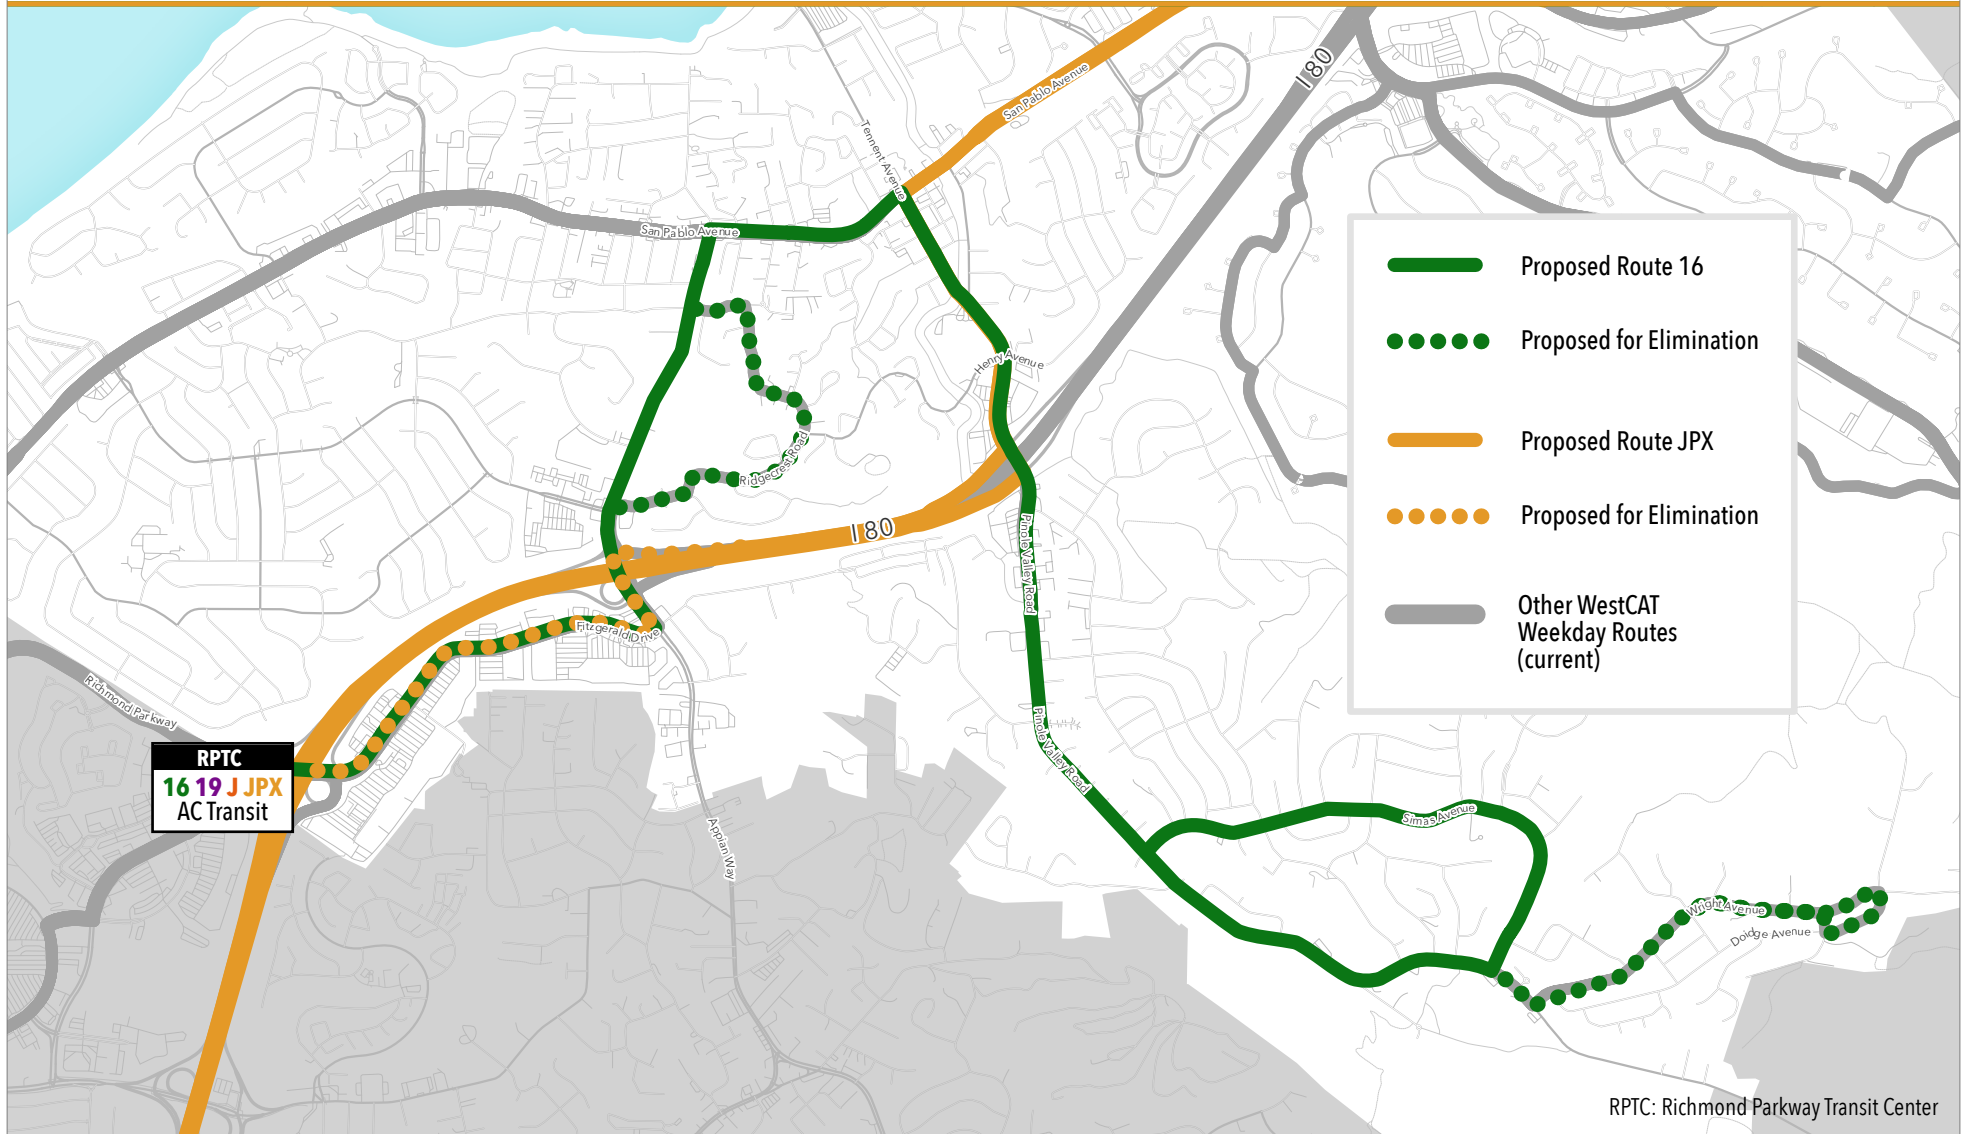 I 80
San Pablo Avenue
Tennent Avenue
San Pablo Avenue
Henry Avenue
Ridgecrest Road
I 80
Pinole Valley Road
Fitzgerald Drive
Richmond Parkway
Pinole Valley Road
RPTC
16 19 J JPX
AC Transit
Appian Way
Simas Avenue
Wright Avenue
Doidge Avenue
Proposed Route 16
Proposed for Elimination
Proposed Route JPX
Proposed for Elimination
Other WestCAT
Weekday Routes
(current)
RPTC: Richmond Parkway Transit Center